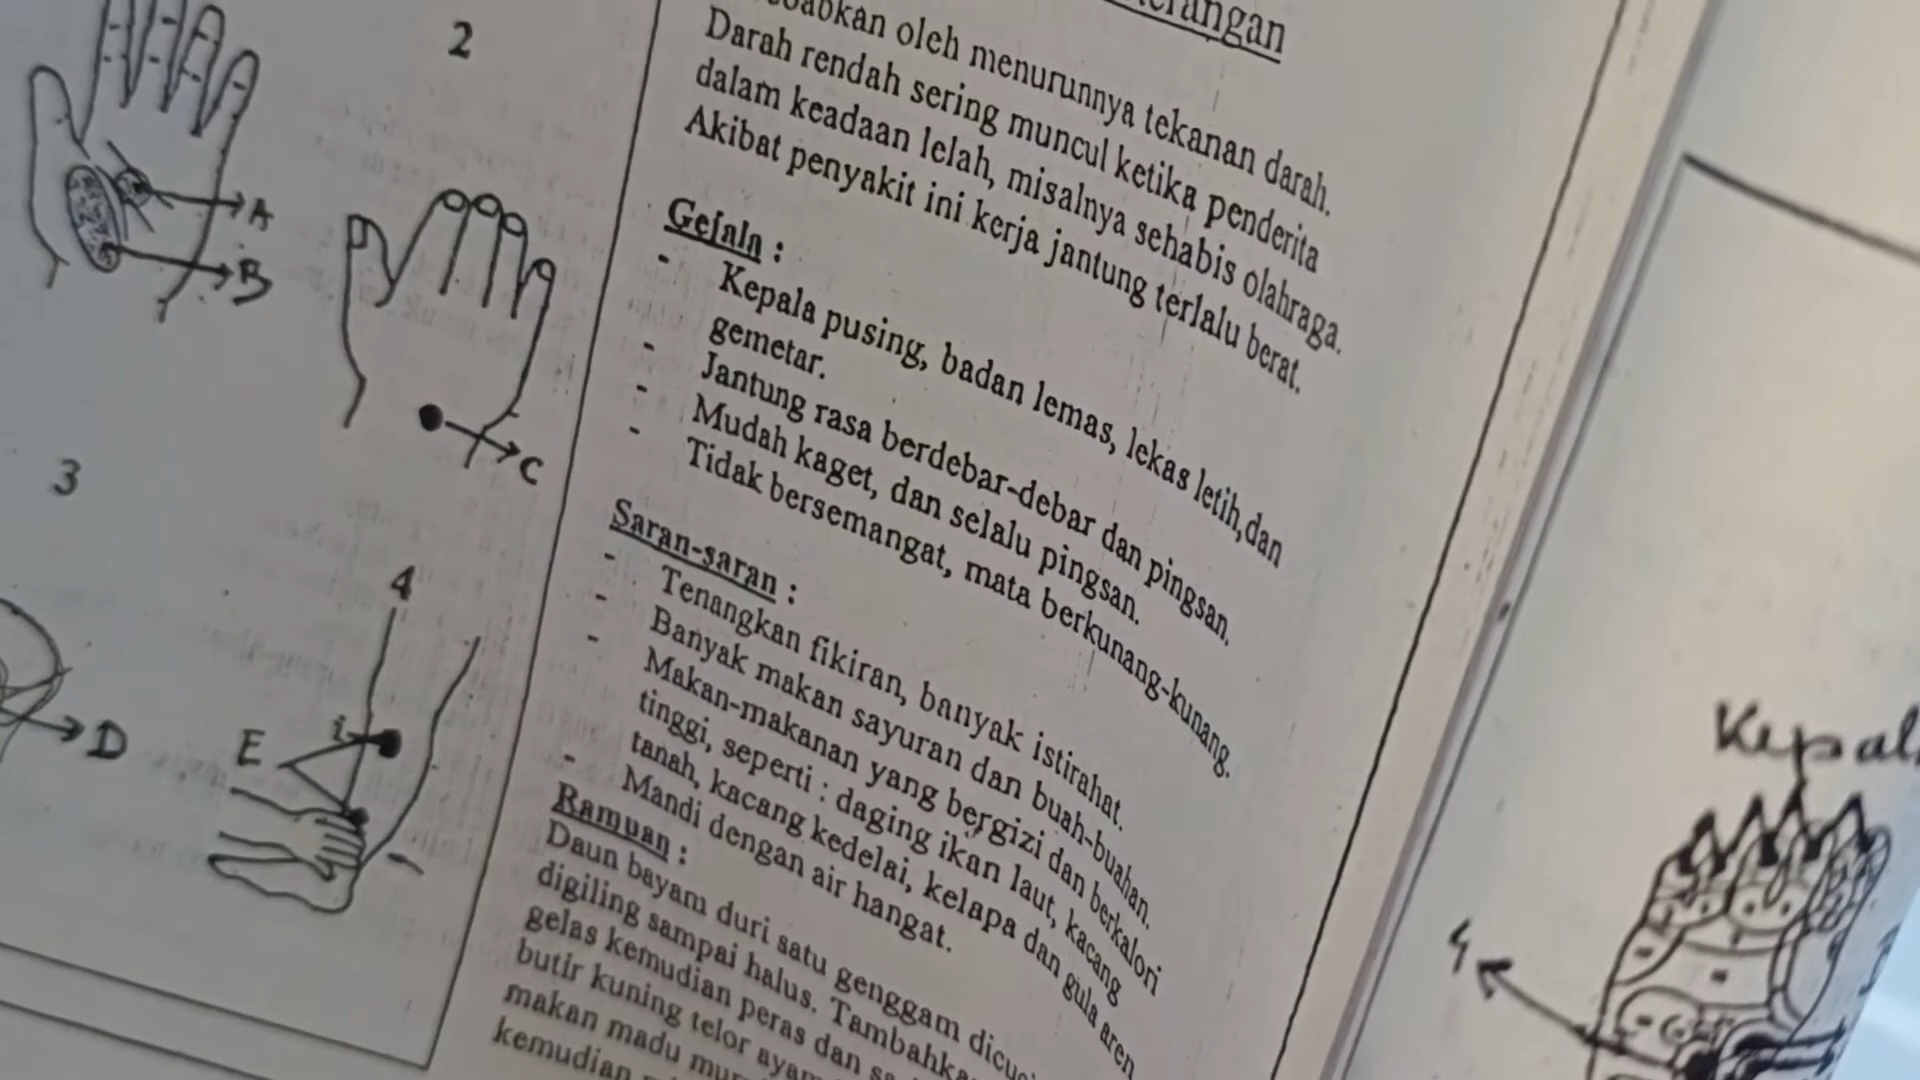 2
A
B
C
3
4
D
E
i
oleh menurunnya tekanan darah.
Darah rendah sering muncul ketika penderita
dalam keadaan lelah, misalnya sehabis olahraga.
Akibat penyakit ini kerja jantung terlalu berat.
Gejala :
- Kepala pusing, badan lemas, lekas letih,dan
gemetar.
- Jantung rasa berdebar-debar dan pingsan.
- Mudah kaget, dan selalu pingsan.
- Tidak bersemangat, mata berkunang-kunang.
Saran-saran :
- Tenangkan fikiran, banyak istirahat.
- Banyak makan sayuran dan buah-buahan.
- Makan-makanan yang bergizi dan berkalori
tinggi, seperti : daging ikan laut, kacang
tanah, kacang kedelai, kelapa dan gula aren
- Mandi dengan air hangat.
Ramuan :
Daun bayam duri satu genggam
digiling sampai halus.
gelas kemudian peras dan
butir kuning telor
makan madu
kemudian